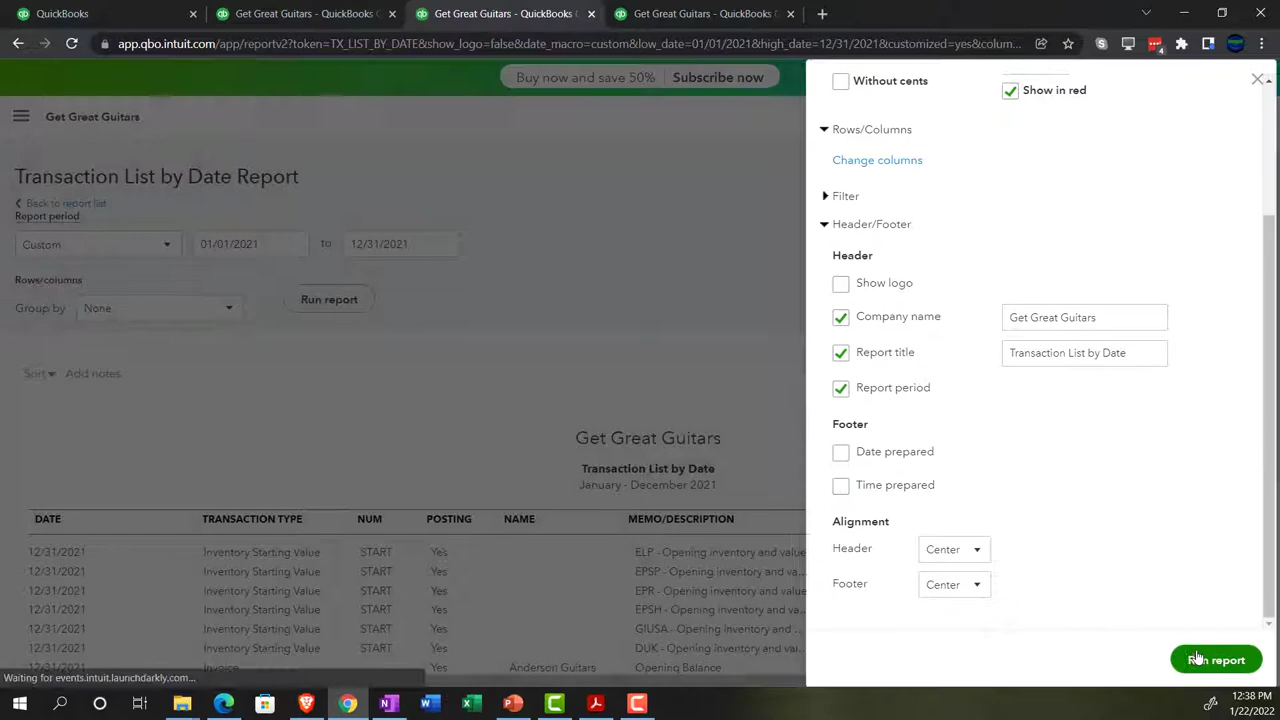 QuickBooks
Get Great Guitars - QuickBooks
Get Great Guitars - QuickBooks
Get Great Guitars - QuickBooks
app.qbo.intuit.com/app/reportv2?token=TX_LIST_BY_DATE&show_logo=false&date_macro=custom&low_date=01/01/2021&high_date=12/31/2021&customized=yes&colum...
4
Buy now and save 50% Subscribe now
Get Great Guitars
Transaction List by Date Report
Back to report list
Report period
Custom 01/01/2021 to 12/31/2021
Rows/columns
Group by None Run report
Sort Add notes
Get Great Guitars
Transaction List by Date
January - December 2021
DATE TRANSACTION TYPE NUM POSTING NAME MEMO/DESCRIPTION
12/31/2021 Inventory Starting Value START Yes ELP - Opening inventory and value
12/31/2021 Inventory Starting Value START Yes EPSP - Opening inventory and valu...
12/31/2021 Inventory Starting Value START Yes EPR - Opening inventory and value
12/31/2021 Inventory Starting Value START Yes EPSH - Opening inventory and valu...
12/31/2021 Inventory Starting Value START Yes GIUSA - Opening inventory and va...
12/31/2021 Inventory Starting Value START Yes DUK - Opening inventory and valu...
12/31/2021 Invoice Yes Anderson Guitars Opening Balance
Waiting for events.intuit.launchdarkly.com...
Without cents Show in red
Rows/Columns
Change columns
Filter
Header/Footer
Header
Show logo
Company name Get Great Guitars
Report title Transaction List by Date
Report period
Footer
Date prepared
Time prepared
Alignment
Header Center
Footer Center
Run report
12:38 PM
1/22/2022